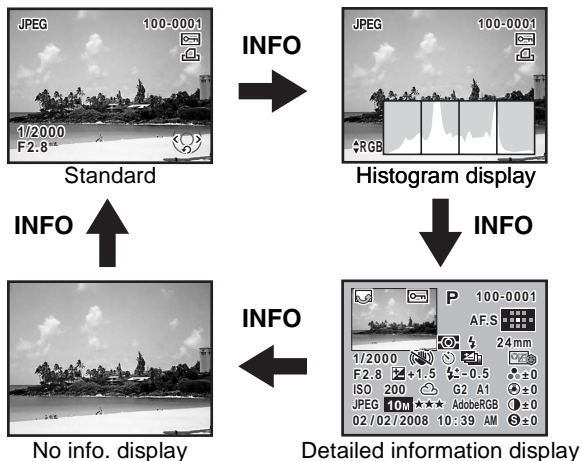 JPEG 100-0001
1/2000
F2.8
Standard
INFO
JPEG 100-0001
RGB
Histogram display
INFO
P 100-0001
AF.S
24mm
1/2000
F2.8 +1.5 -0.5 ±0
ISO 200 G2 A1 ±0
JPEG 10M ★★★ AdobeRGB ±0
02/02/2008 10:39 AM S±0
Detailed information display
INFO
No info. display
INFO